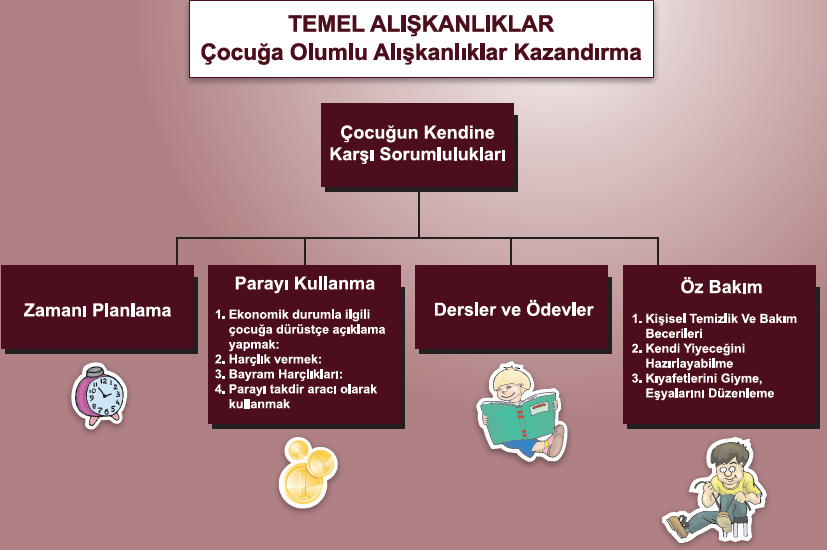 TEMEL ALIŞKANLIKLAR
Çocuğa Olumlu Alışkanlıklar Kazandırma
Çocuğun Kendine
Karşı Sorumlulukları
Zamanı Planlama
Parayı Kullanma
1. Ekonomik durumla ilgili
çocuğa dürüstçe açıklama
yapmak:
2. Harçlık vermek:
3. Bayram Harçlıkları:
4. Parayı takdir aracı olarak
kullanmak
Dersler ve Ödevler
Öz Bakım
1. Kişisel Temizlik Ve Bakım
Becerileri
2. Kendi Yiyeceğini
Hazırlayabilme
3. Kıyafetlerini Giyme,
Eşyalarını Düzenleme